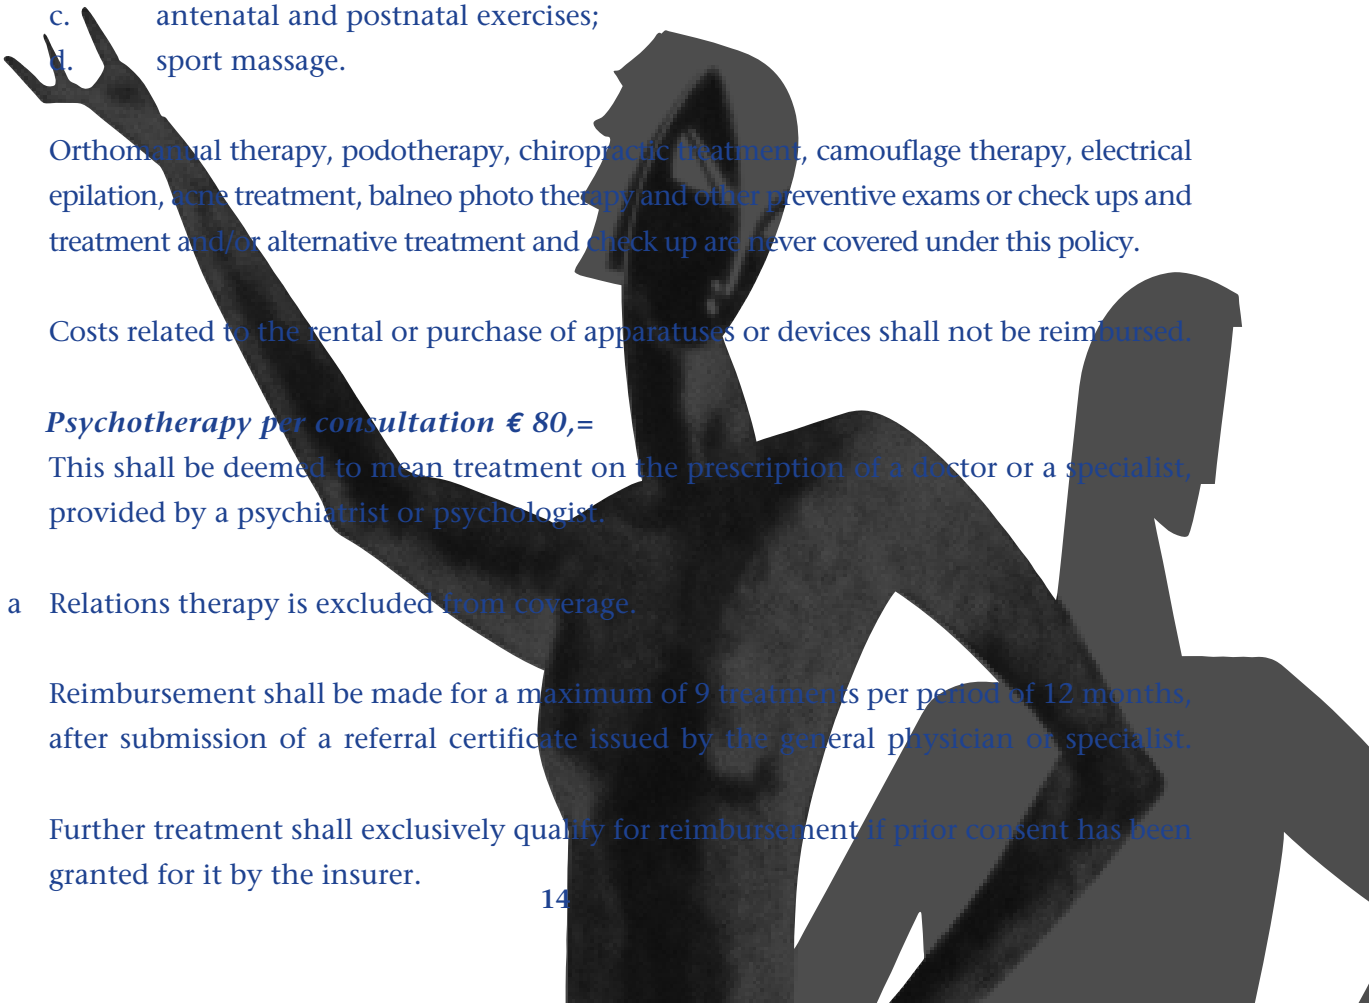 c. antenatal and postnatal exercises;
d. sport massage.
Orthomanual therapy, podotherapy, chiropractic treatment, camouflage therapy, electrical
epilation, acne treatment, balneo photo therapy and other preventive exams or check ups and
treatment and/or alternative treatment and check up are never covered under this policy.
Costs related to the rental or purchase of apparatuses or devices shall not be reimbursed.
Psychotherapy per consultation € 80,=
This shall be deemed to mean treatment on the prescription of a doctor or a specialist,
provided by a psychiatrist or psychologist.
a Relations therapy is excluded from coverage.
Reimbursement shall be made for a maximum of 9 treatments per period of 12 months,
after submission of a referral certificate issued by the general physician or specialist.
Further treatment shall exclusively qualify for reimbursement if prior consent has been
granted for it by the insurer.
14